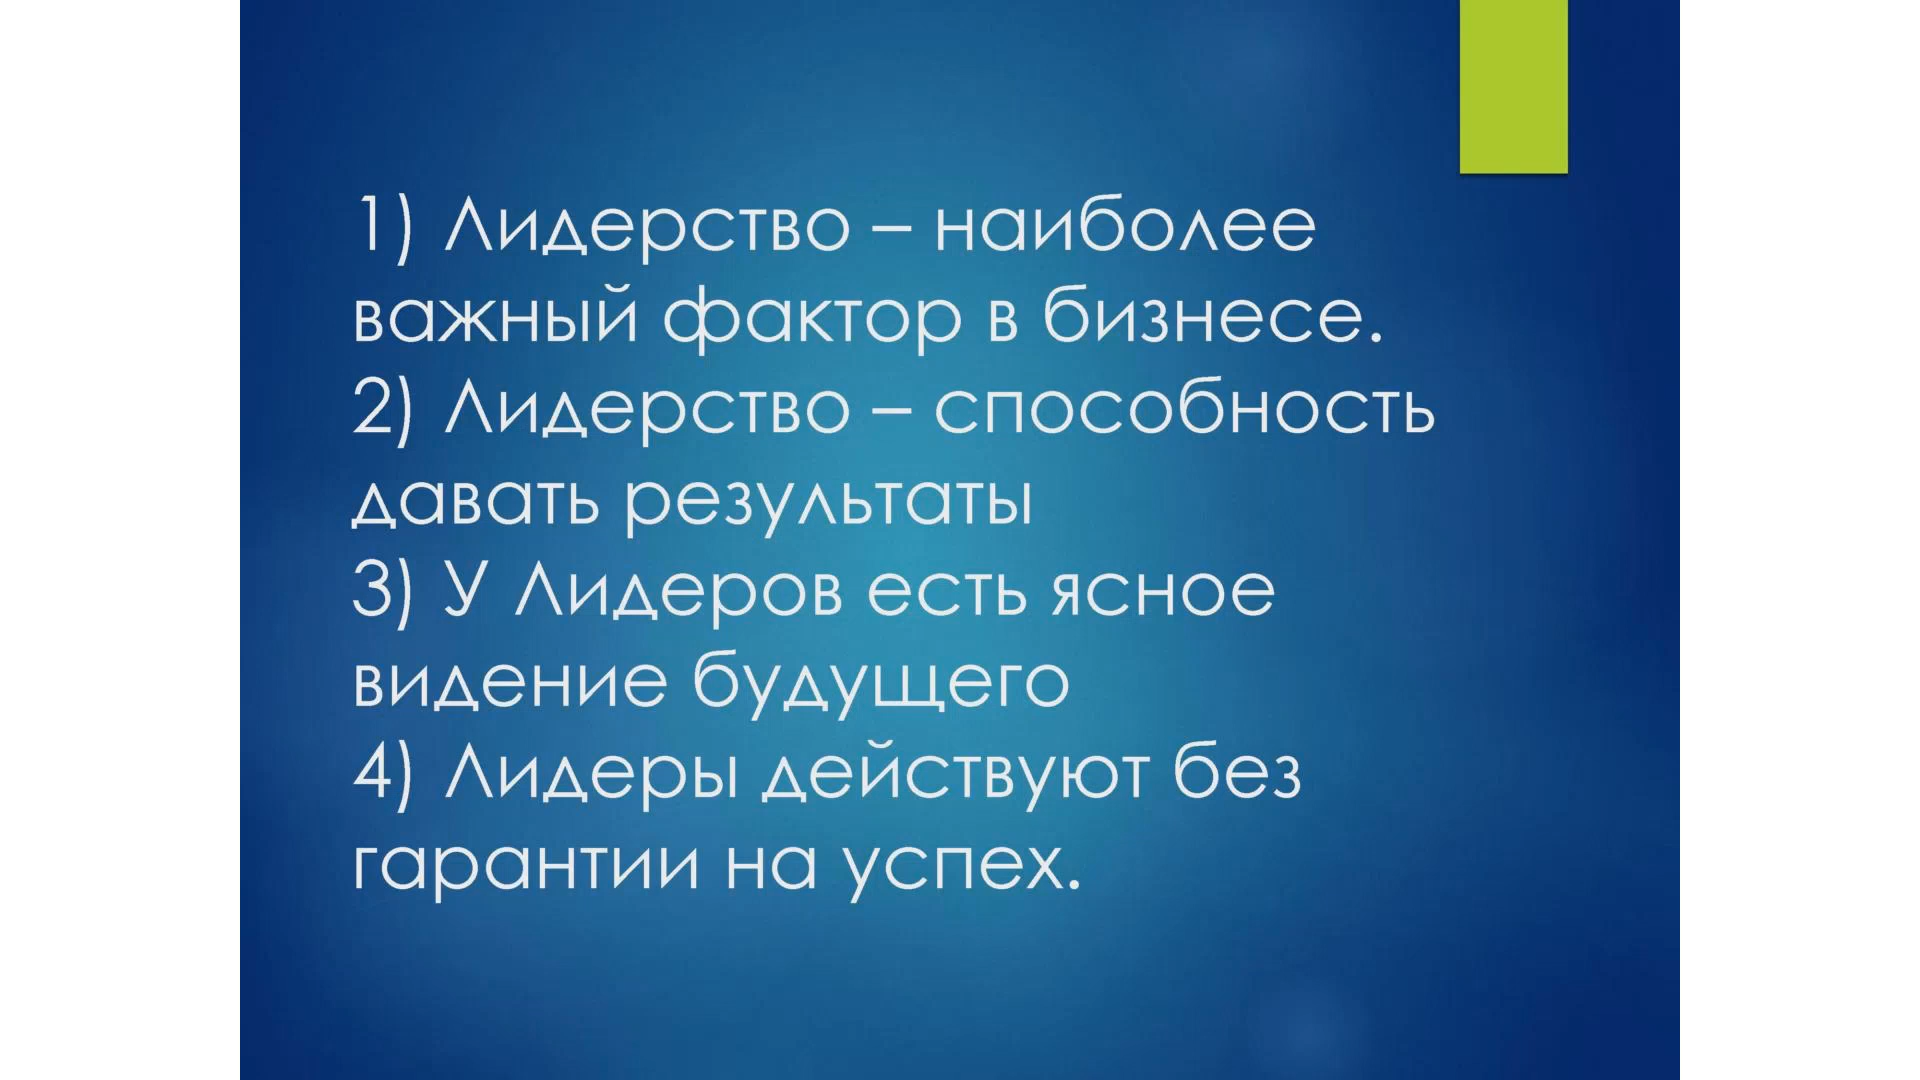 1) Лидерство – наиболее
важный фактор в бизнесе.
2) Лидерство – способность
давать результаты
3) У Лидеров есть ясное
видение будущего
4) Лидеры действуют без
гарантии на успех.